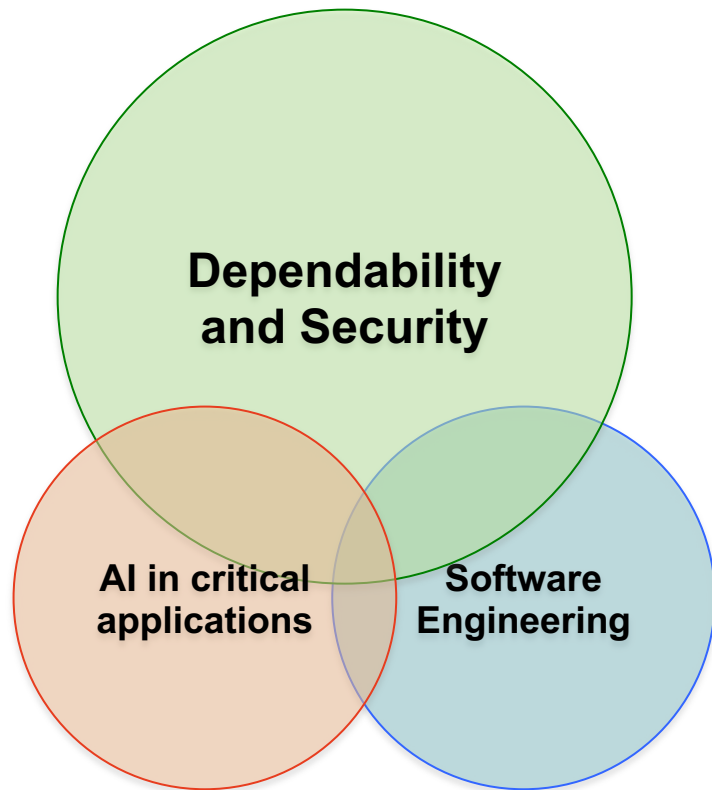 Dependability
and Security
AI in critical
applications
Software
Engineering